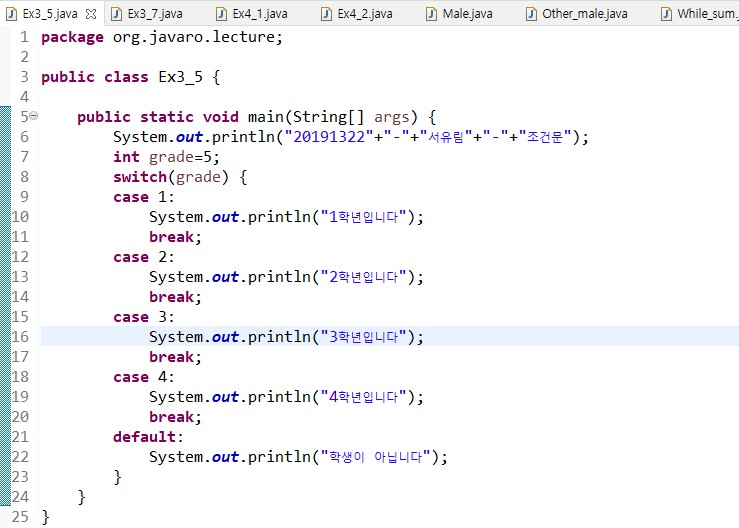 Ex3_5.java Ex3_7.java Ex4_1.java Ex4_2.java Male.java Other_male.java While_sum.
1 package org.javaro.lecture;
2
3 public class Ex3_5 {
4
5 public static void main(String[] args) {
6 System.out.println("20191322"+"-"+"서유림"+"-"+"조건문");
7 int grade=5;
8 switch(grade) {
9 case 1:
10 System.out.println("1학년입니다");
11 break;
12 case 2:
13 System.out.println("2학년입니다");
14 break;
15 case 3:
16 System.out.println("3학년입니다");
17 break;
18 case 4:
19 System.out.println("4학년입니다");
20 break;
21 default:
22 System.out.println("학생이 아닙니다");
23 }
24 }
25 }